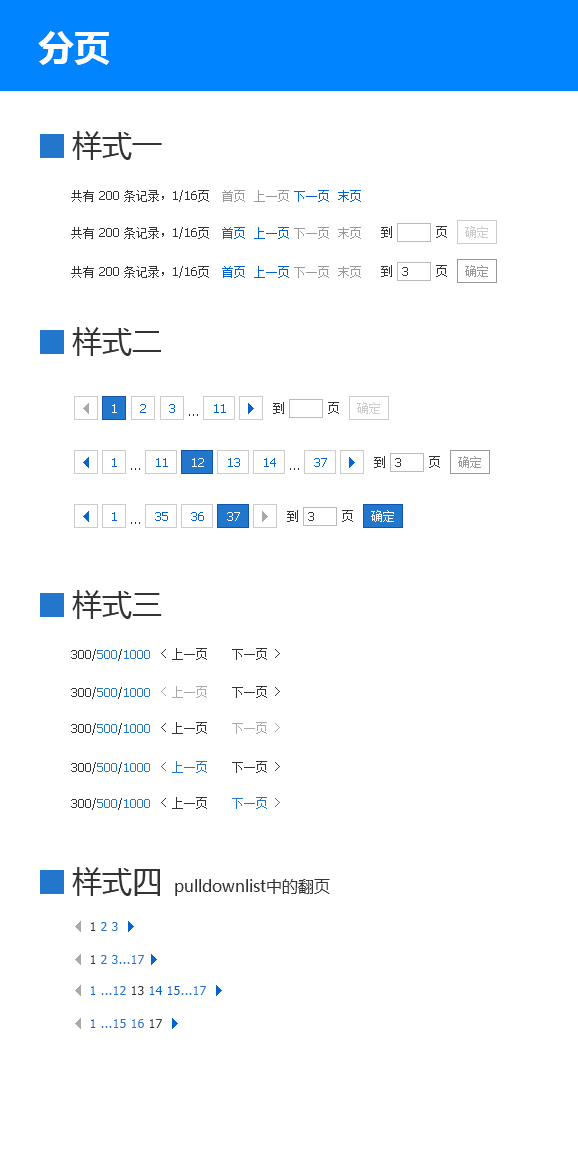 分页
样式一
共有 200 条记录，1/16页 首页 上一页 下一页 末页
共有 200 条记录，1/16页 首页 上一页 下一页 末页 到 页 确定
共有 200 条记录，1/16页 首页 上一页 下一页 末页 到 3 页 确定
样式二
1 2 3 ... 11 到 页 确定
1 ... 11 12 13 14 ... 37 到 3 页 确定
1 ... 35 36 37 到 3 页 确定
样式三
300/500/1000 < 上一页 下一页 >
300/500/1000 < 上一页 下一页 >
300/500/1000 < 上一页 下一页 >
300/500/1000 < 上一页 下一页 >
300/500/1000 < 上一页 下一页 >
样式四 pulldownlist中的翻页
1 2 3
1 2 3...17
1 ...12 13 14 15...17
1 ...15 16 17